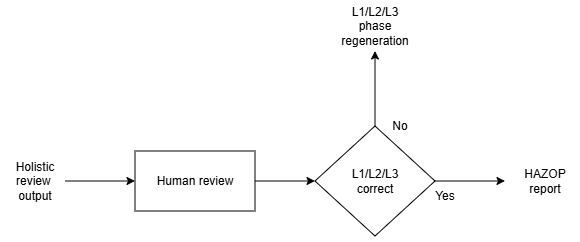 L1/L2/L3
phase
regeneration
No
Holistic
review
output
Human review
L1/L2/L3
correct
Yes
HAZOP
report